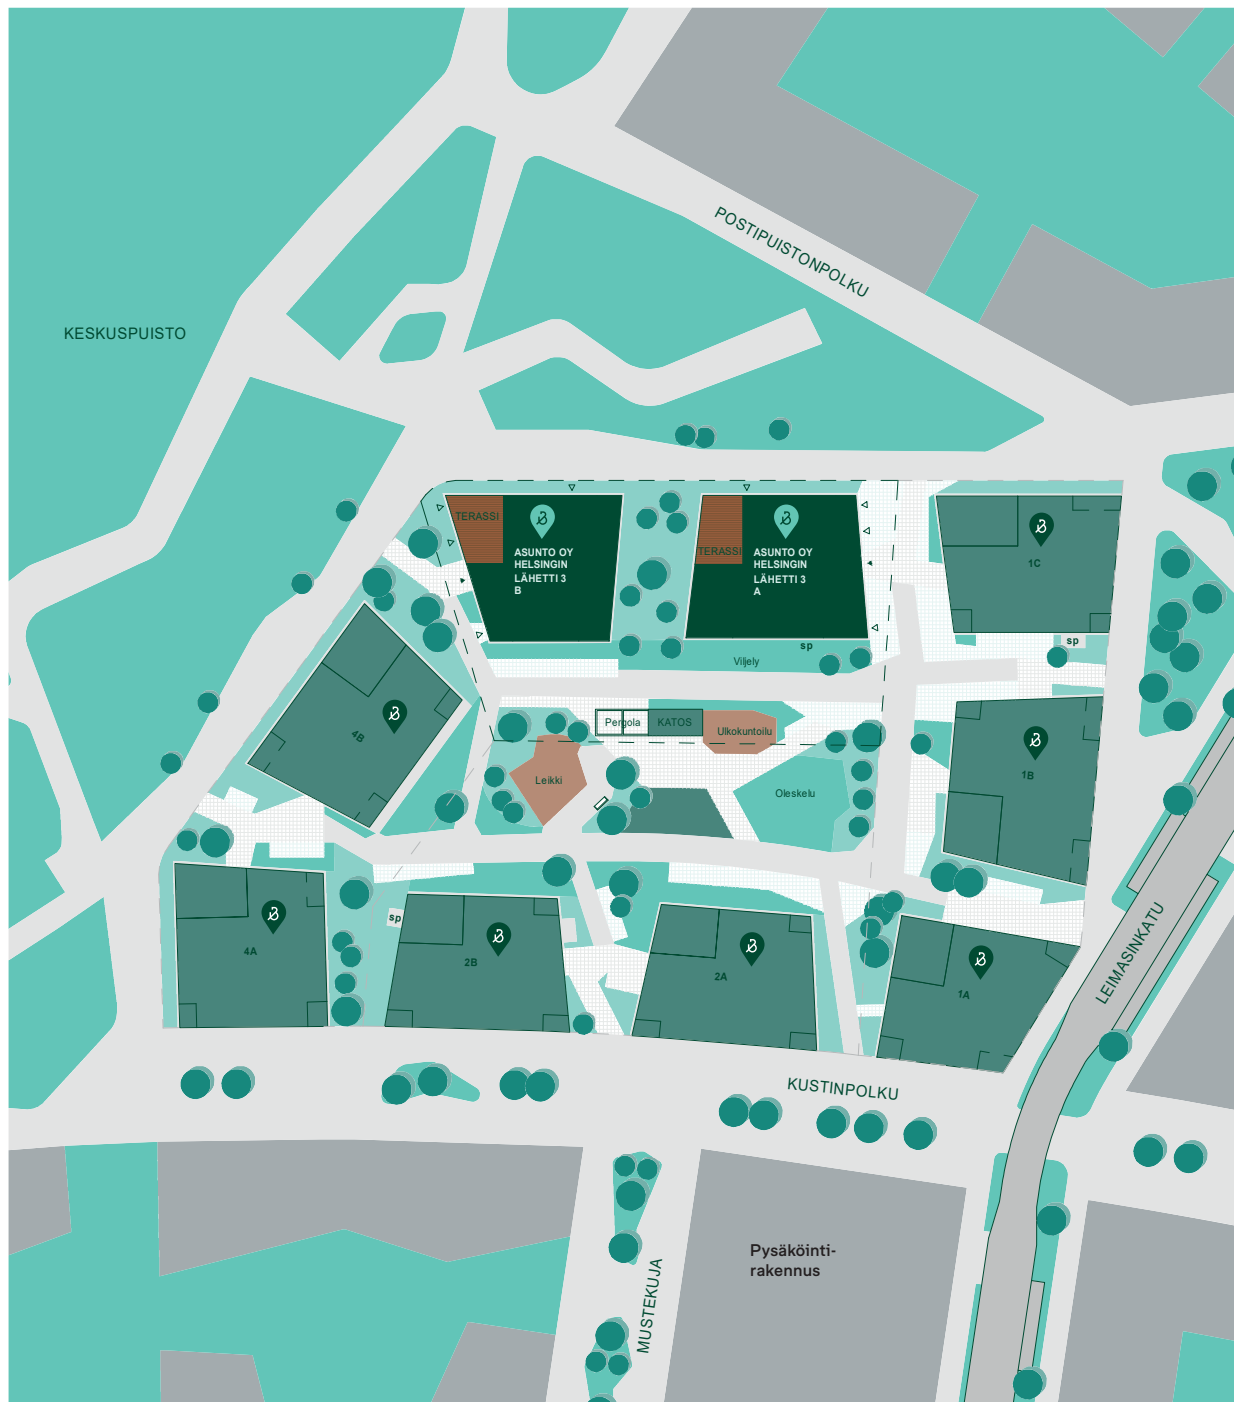 POSTIPUISTONPOLKU
KESKUSPUISTO
TERASSI
ASUNTO OY
HELSINGIN
LÄHETTI 3
B
TERASSI
ASUNTO OY
HELSINGIN
LÄHETTI 3
A
1C
sp
sp
Viljely
4B
Pergola
KATOS
Ulkokuntoilu
1B
Leikki
Oleskelu
sp
4A
2B
2A
1A
LEIMASINKATU
KUSTINPOLKU
MUSTEKUJA
Pysäköinti-
rakennus